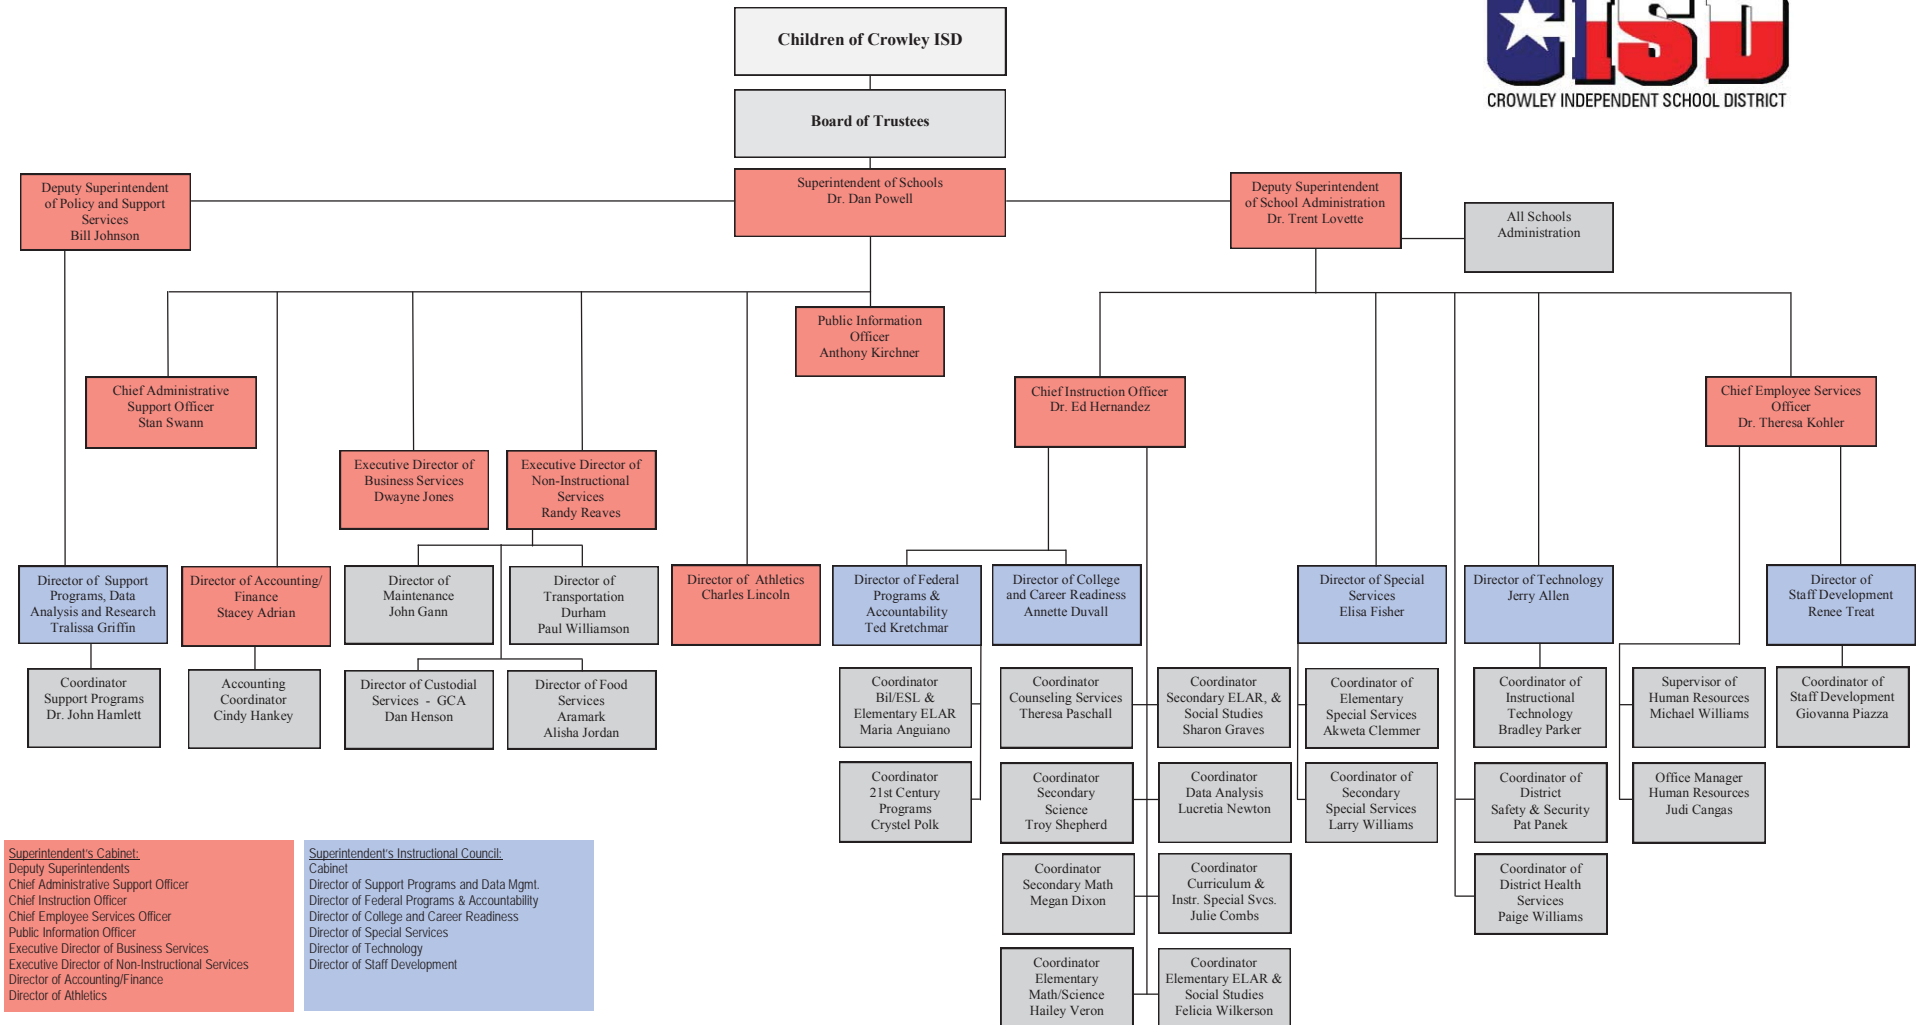 Children of Crowley ISD
CISD
CROWLEY INDEPENDENT SCHOOL DISTRICT
Board of Trustees
Deputy Superintendent
of Policy and Support
Services
Bill Johnson
Superintendent of Schools
Dr. Dan Powell
Deputy Superintendent
of School Administration
Dr. Trent Lovette
All Schools
Administration
Public Information
Officer
Anthony Kirchner
Chief Administrative
Support Officer
Stan Swann
Chief Instruction Officer
Dr. Ed Hernandez
Chief Employee Services
Officer
Dr. Theresa Kohler
Executive Director of
Business Services
Dwayne Jones
Executive Director of
Non-Instructional
Services
Randy Reaves
Director of Support
Programs, Data
Analysis and Research
Tralissa Griffin
Director of Accounting/
Finance
Stacey Adrian
Director of
Maintenance
John Gann
Director of
Transportation
Durham
Paul Williamson
Director of Athletics
Charles Lincoln
Director of Federal
Programs &
Accountability
Ted Kretchmar
Director of College
and Career Readiness
Annette Duvall
Director of Special
Services
Elisa Fisher
Director of Technology
Jerry Allen
Director of
Staff Development
Renee Treat
Coordinator
Support Programs
Dr. John Hamlett
Accounting
Coordinator
Cindy Hankey
Director of Custodial
Services - GCA
Dan Henson
Director of Food
Services
Aramark
Alisha Jordan
Coordinator
Bil/ESL &
Elementary ELAR
Maria Anguiano
Coordinator
Counseling Services
Theresa Paschall
Coordinator
Secondary ELAR, &
Social Studies
Sharon Graves
Coordinator of
Elementary
Special Services
Akweta Clemmer
Coordinator of
Instructional
Technology
Bradley Parker
Supervisor of
Human Resources
Michael Williams
Coordinator of
Staff Development
Giovanna Piazza
Coordinator
21st Century
Programs
Crystel Polk
Coordinator
Secondary
Science
Troy Shepherd
Coordinator
Data Analysis
Lucretia Newton
Coordinator of
Secondary
Special Services
Larry Williams
Coordinator of
District
Safety & Security
Pat Panek
Office Manager
Human Resources
Judi Cangas
Coordinator
Secondary Math
Megan Dixon
Coordinator
Curriculum &
Instr. Special Svcs.
Julie Combs
Coordinator of
District Health
Services
Paige Williams
Coordinator
Elementary
Math/Science
Hailey Veron
Coordinator
Elementary ELAR &
Social Studies
Felicia Wilkerson
Superintendent's Cabinet:
Deputy Superintendents
Chief Administrative Support Officer
Chief Instruction Officer
Chief Employee Services Officer
Public Information Officer
Executive Director of Business Services
Executive Director of Non-Instructional Services
Director of Accounting/Finance
Director of Athletics
Superintendent's Instructional Council:
Cabinet
Director of Support Programs and Data Mgmt.
Director of Federal Programs & Accountability
Director of College and Career Readiness
Director of Special Services
Director of Technology
Director of Staff Development